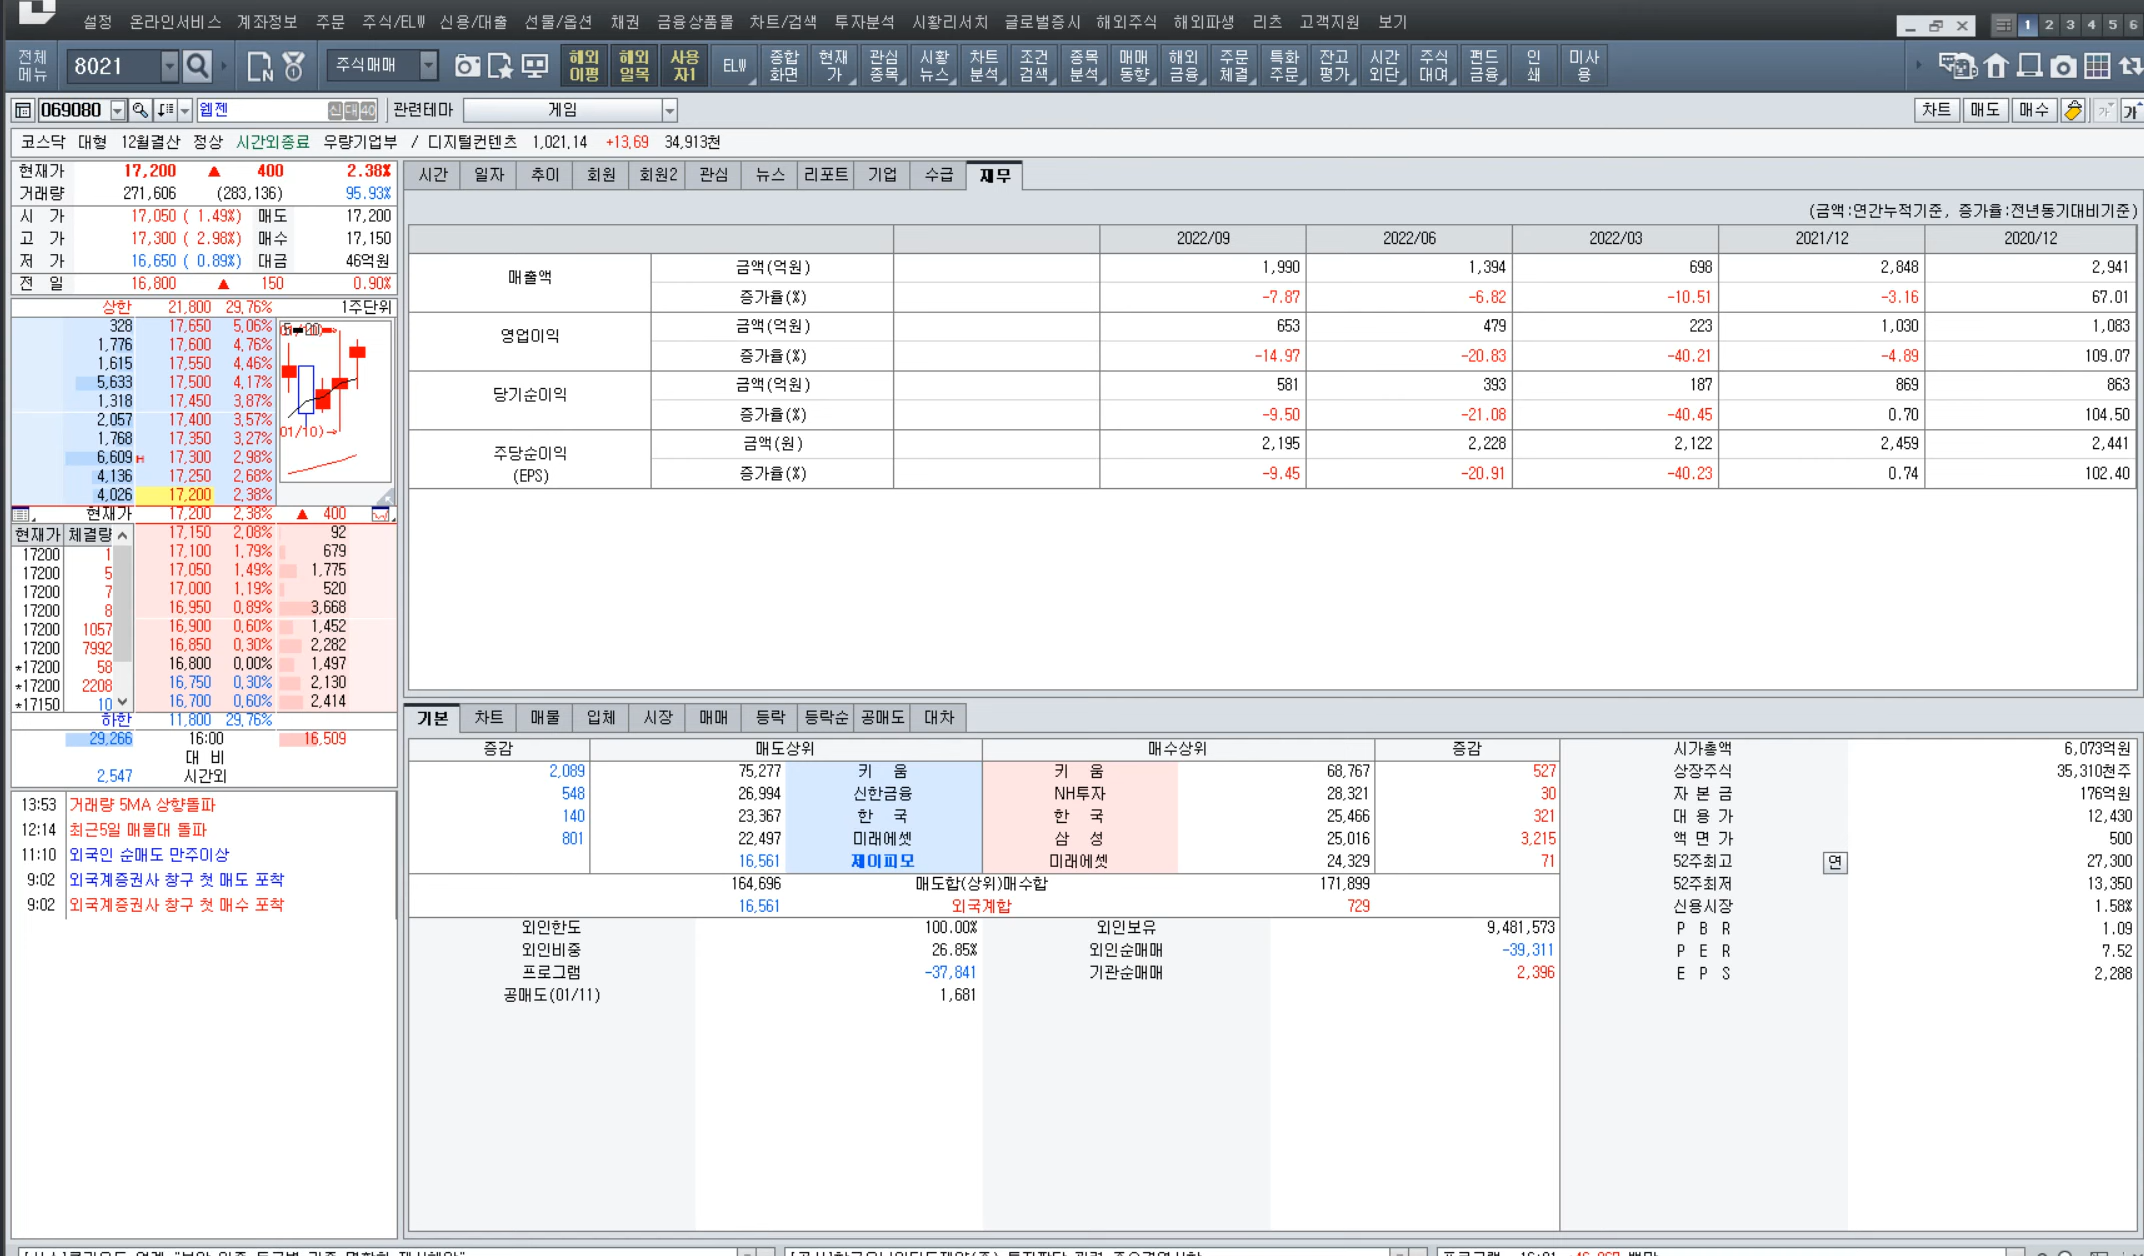 설정 온라인서비스 계좌정보 주문 주식/ELW 신용/대출 선물/옵션 채권 금융상품몰 차트/검색 투자분석 시황리서치 글로벌증시 해외주식 해외파생 리츠 고객지원 보기
1 2 3 4 5 6
전체메뉴 8021 주식매매 해외이평 해외일목 사용자1 ELW 종합화면 현재가 관심종목 시황뉴스 차트분석 조건검색 종목분석 매매동향 해외금융 주문체결 특화주문 잔고평가 시간외단 주식대여 펀드금융 인쇄 미사용
069080 웹젠 신 대 40 관련테마 게임 차트 매도 매수
코스닥 대형 12월결산 정상 시간외종료 우량기업부 / 디지털컨텐츠 1,021.14 +13.69 34,913천
현재가 17,200 ▲ 400 2.38%
거래량 271,606 (283,136) 95.93%
시 가 17,050 ( 1.49%) 매도 17,200
고 가 17,300 ( 2.98%) 매수 17,150
저 가 16,650 ( 0.89%) 대금 46억원
전 일 16,800 ▲ 150 0.90%
상한 21,800 29.76% 1주단위
328 17,650 5.06%
1,776 17,600 4.76%
1,615 17,550 4.46%
5,633 17,500 4.17%
1,318 17,450 3.87%
2,057 17,400 3.57%
1,768 17,350 3.27%
6,609 H 17,300 2.98%
4,136 17,250 2.68%
4,026 17,200 2.38%
01/10)→
현재가 17,200 2.38% ▲ 400
현재가 체결량
17,150 2.08% 92
17,100 1.79% 679
17,050 1.49% 1,775
17,000 1.19% 520
16,950 0.89% 3,668
16,900 0.60% 1,452
16,850 0.30% 2,282
16,800 0.00% 1,497
16,750 0.30% 2,130
16,700 0.60% 2,414
17200 1
17200 5
17200 7
17200 8
17200 1057
17200 7992
*17200 58
*17200 2208
*17150 10
하한 11,800 29.76%
29,266 16:00 16,509
대 비
2,547 시간외
13:53 거래량 5MA 상향돌파
12:14 최근5일 매물대 돌파
11:10 외국인 순매도 만주이상
9:02 외국계증권사 창구 첫 매도 포착
9:02 외국계증권사 창구 첫 매수 포착
시간 일자 추이 회원 회원2 관심 뉴스 리포트 기업 수급 재무
(금액:연간누적기준, 증가율:전년동기대비기준)
2022/09 2022/06 2022/03 2021/12 2020/12
매출액 금액(억원) 1,990 1,394 698 2,848 2,941
증가율(%) -7.87 -6.82 -10.51 -3.16 67.01
영업이익 금액(억원) 653 479 223 1,030 1,083
증가율(%) -14.97 -20.83 -40.21 -4.89 109.07
당기순이익 금액(억원) 581 393 187 869 863
증가율(%) -9.50 -21.08 -40.45 0.70 104.50
주당순이익 (EPS) 금액(원) 2,195 2,228 2,122 2,459 2,441
증가율(%) -9.45 -20.91 -40.23 0.74 102.40
기본 차트 매물 입체 시장 매매 등락 등락순 공매도 대차
증감 매도상위 매수상위 증감
2,089 75,277 키 움 키 움 68,767 527
548 26,994 신한금융 NH투자 28,321 30
140 23,367 한 국 한 국 25,466 321
801 22,497 미래에셋 삼 성 25,016 3,215
16,561 제이피모 미래에셋 24,329 71
164,696 매도합(상위)매수합 171,899
16,561 외국계합 729
외인한도 100.00% 외인보유 9,481,573
외인비중 26.85% 외인순매매 -39,311
프로그램 -37,841 기관순매매 2,396
공매도(01/11) 1,681
시가총액 6,073억원
상장주식 35,310천주
자 본 금 176억원
대 용 가 12,430
액 면 가 500
52주최고 연 27,300
52주최저 13,350
신용시장 1.58%
P B R 1.09
P E R 7.52
E P S 2,288